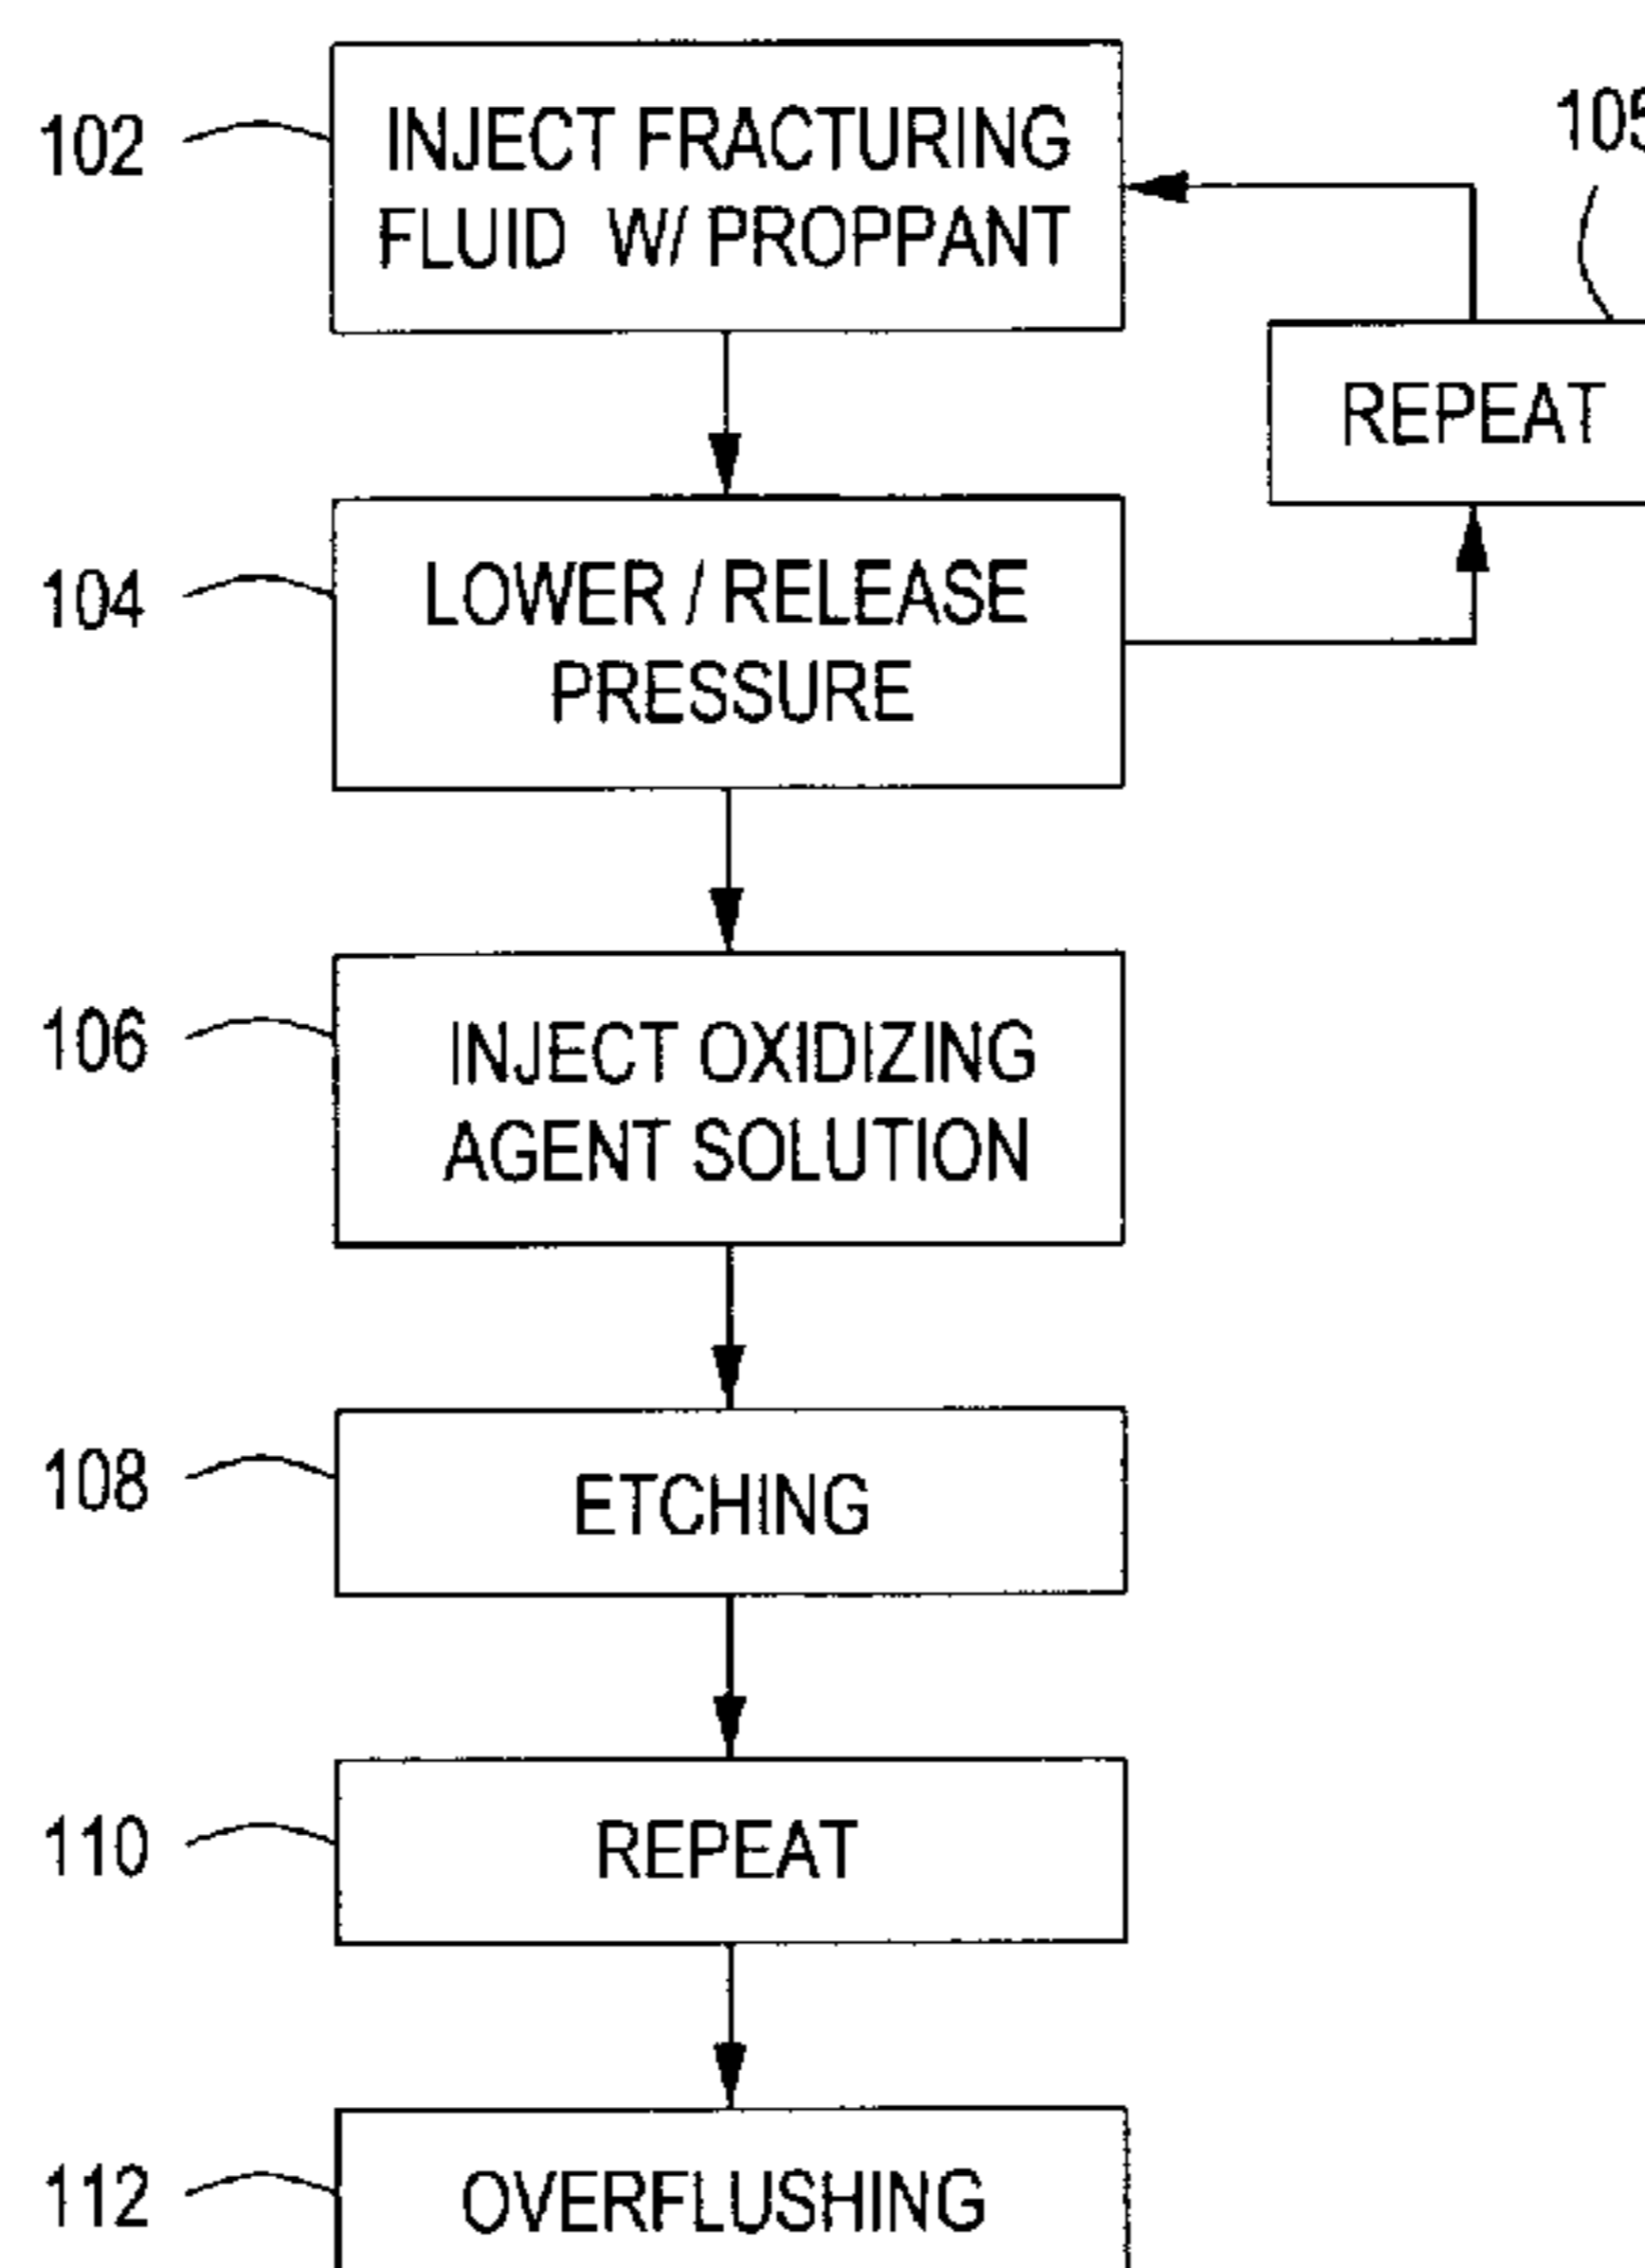 102
INJECT FRACTURING
FLUID W/ PROPPANT
105
REPEAT
104
LOWER / RELEASE
PRESSURE
106
INJECT OXIDIZING
AGENT SOLUTION
108
ETCHING
110
REPEAT
112
OVERFLUSHING